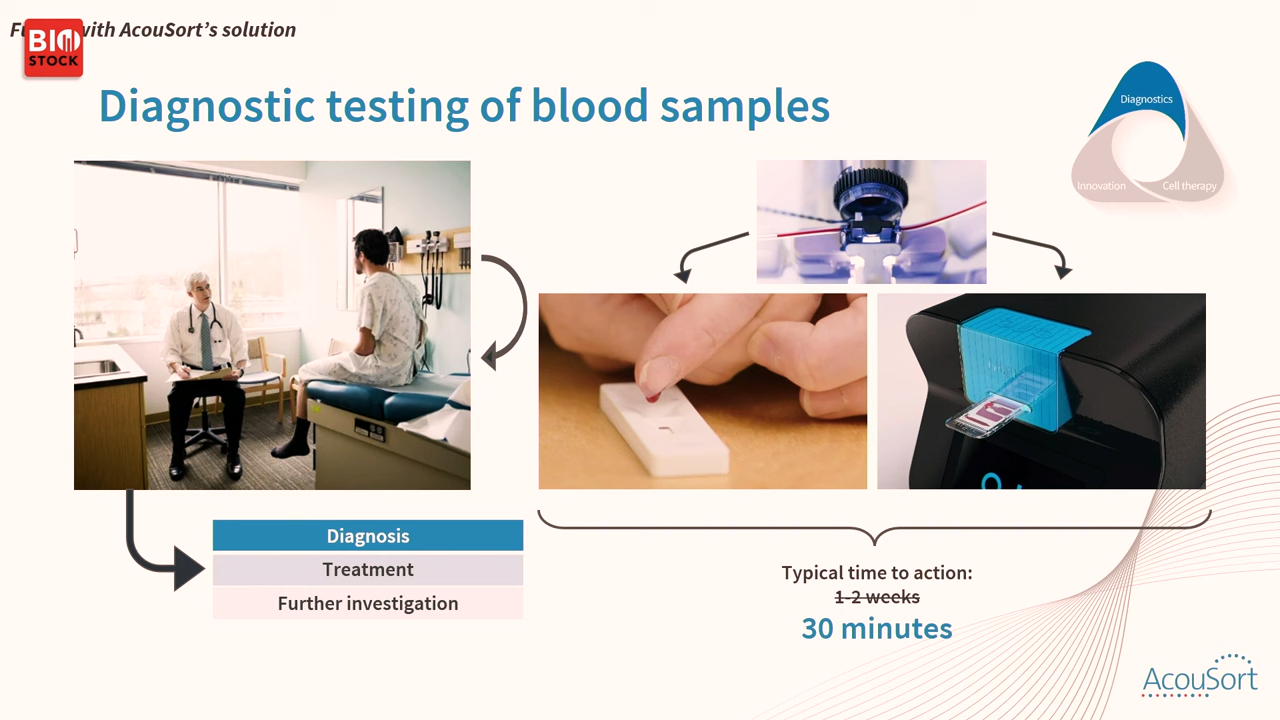 with AcouSort's solution
BIO
STOCK
Diagnostic testing of blood samples
Diagnostics
Innovation
Cell therapy
Diagnosis
Treatment
Further investigation
Typical time to action:
1-2 weeks
30 minutes
AcouSort